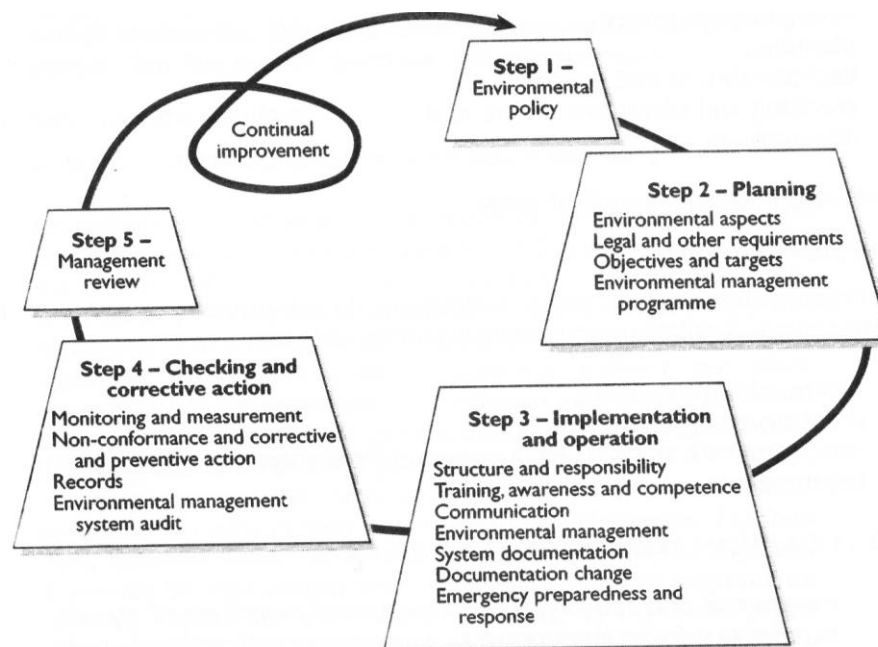 Step 1 –
Environmental
policy
Continual
improvement
Step 2 – Planning
Environmental aspects
Legal and other requirements
Objectives and targets
Environmental management
programme
Step 5 –
Management
review
Step 4 – Checking and
corrective action
Monitoring and measurement
Non-conformance and corrective
and preventive action
Records
Environmental management
system audit
Step 3 – Implementation
and operation
Structure and responsibility
Training, awareness and competence
Communication
Environmental management
System documentation
Documentation change
Emergency preparedness and
response